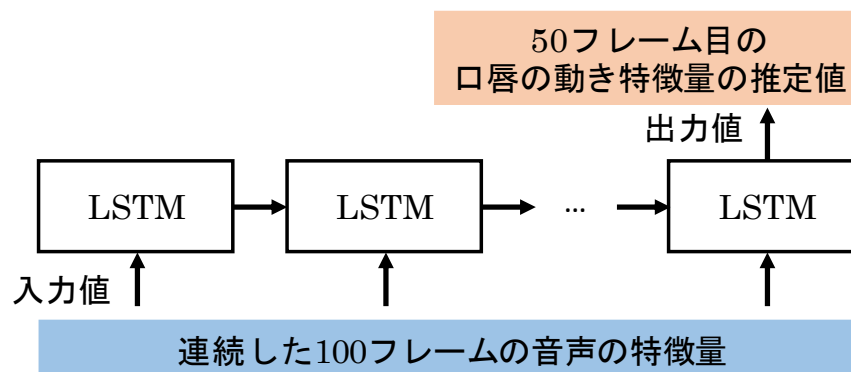 50フレーム目の
口唇の動き特徴量の推定値
出力値
LSTM
LSTM
...
LSTM
入力値
連続した100フレームの音声の特徴量